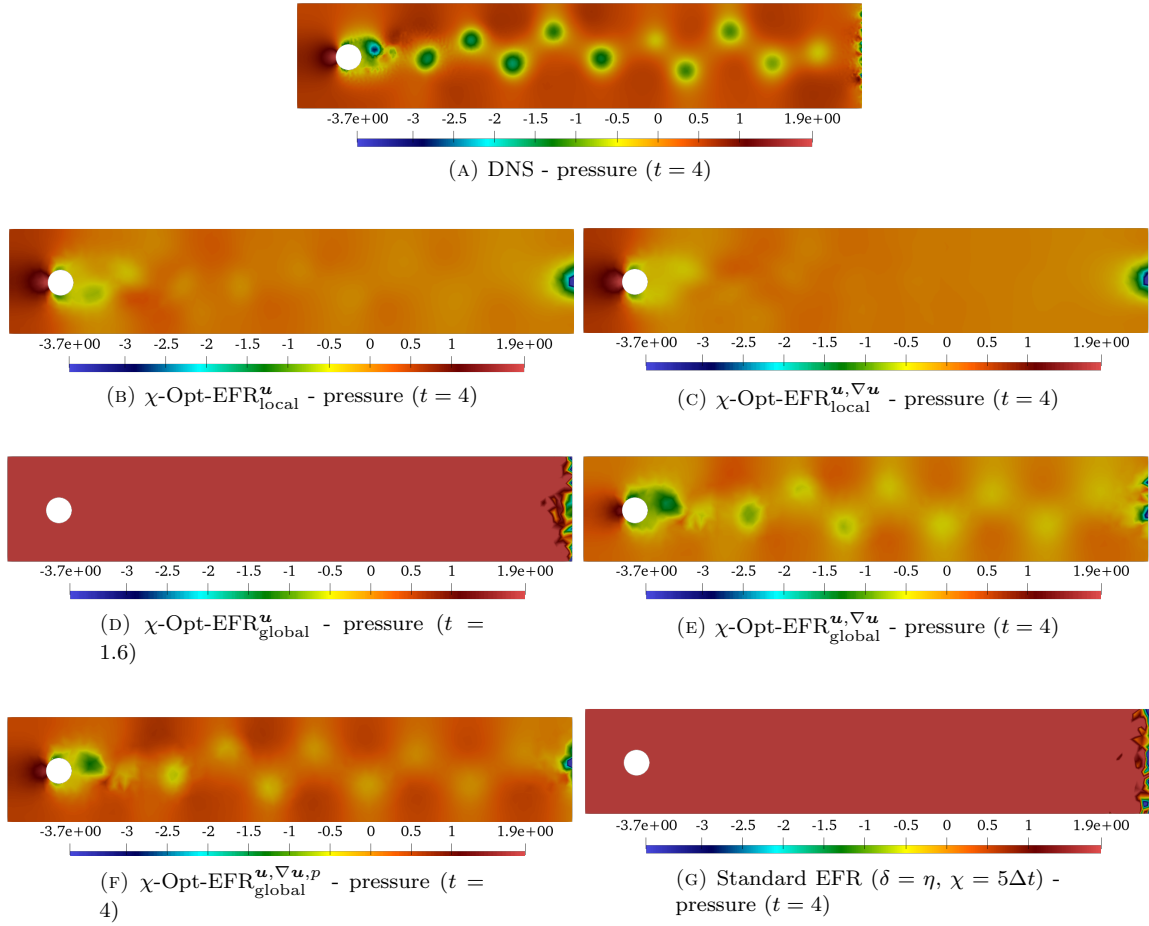 -3.7e+00 -3 -2.5 -2 -1.5 -1 -0.5 0 0.5 1 1.9e+00
(A) DNS - pressure (t = 4)
-3.7e+00 -3 -2.5 -2 -1.5 -1 -0.5 0 0.5 1 1.9e+00
(B) χ-Opt-EFR^u_local - pressure (t = 4)
-3.7e+00 -3 -2.5 -2 -1.5 -1 -0.5 0 0.5 1 1.9e+00
(C) χ-Opt-EFR^{u,∇u}_local - pressure (t = 4)
-3.7e+00 -3 -2.5 -2 -1.5 -1 -0.5 0 0.5 1 1.9e+00
(D) χ-Opt-EFR^u_global - pressure (t =
1.6)
-3.7e+00 -3 -2.5 -2 -1.5 -1 -0.5 0 0.5 1 1.9e+00
(E) χ-Opt-EFR^{u,∇u}_global - pressure (t = 4)
-3.7e+00 -3 -2.5 -2 -1.5 -1 -0.5 0 0.5 1 1.9e+00
(F) χ-Opt-EFR^{u,∇u,p}_global - pressure (t =
4)
-3.7e+00 -3 -2.5 -2 -1.5 -1 -0.5 0 0.5 1 1.9e+00
(G) Standard EFR (δ = η, χ = 5Δt) -
pressure (t = 4)